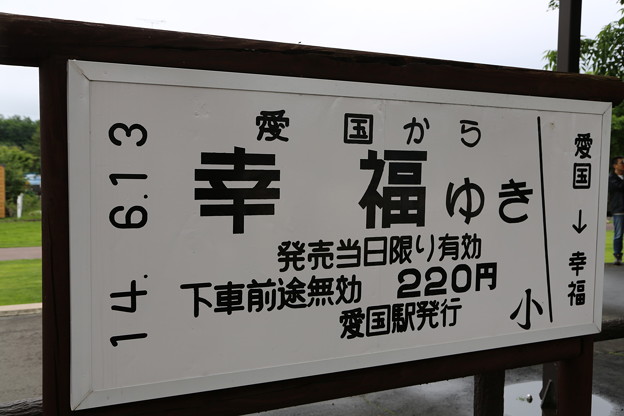 14. 6.13
愛国から
幸福ゆき
発売当日限り有効
下車前途無効 220円
愛国駅発行
小
愛国→幸福